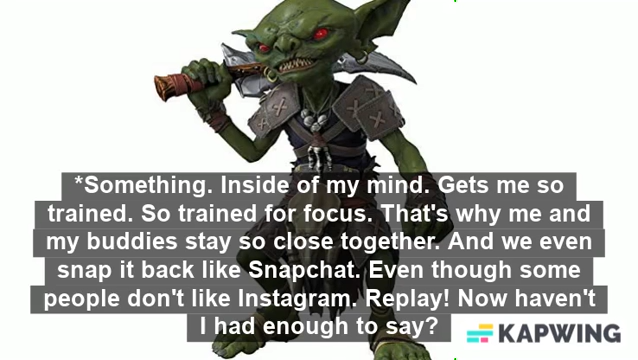 *Something. Inside of my mind. Gets me so
trained. So trained for focus. That's why me and
my buddies stay so close together. And we even
snap it back like Snapchat. Even though some
people don't like Instagram. Replay! Now haven't
I had enough to say?
KAPWING